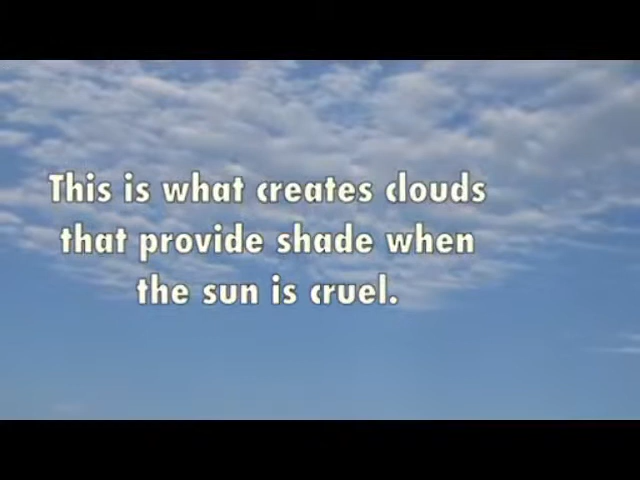 This is what creates clouds
that provide shade when
the sun is cruel.